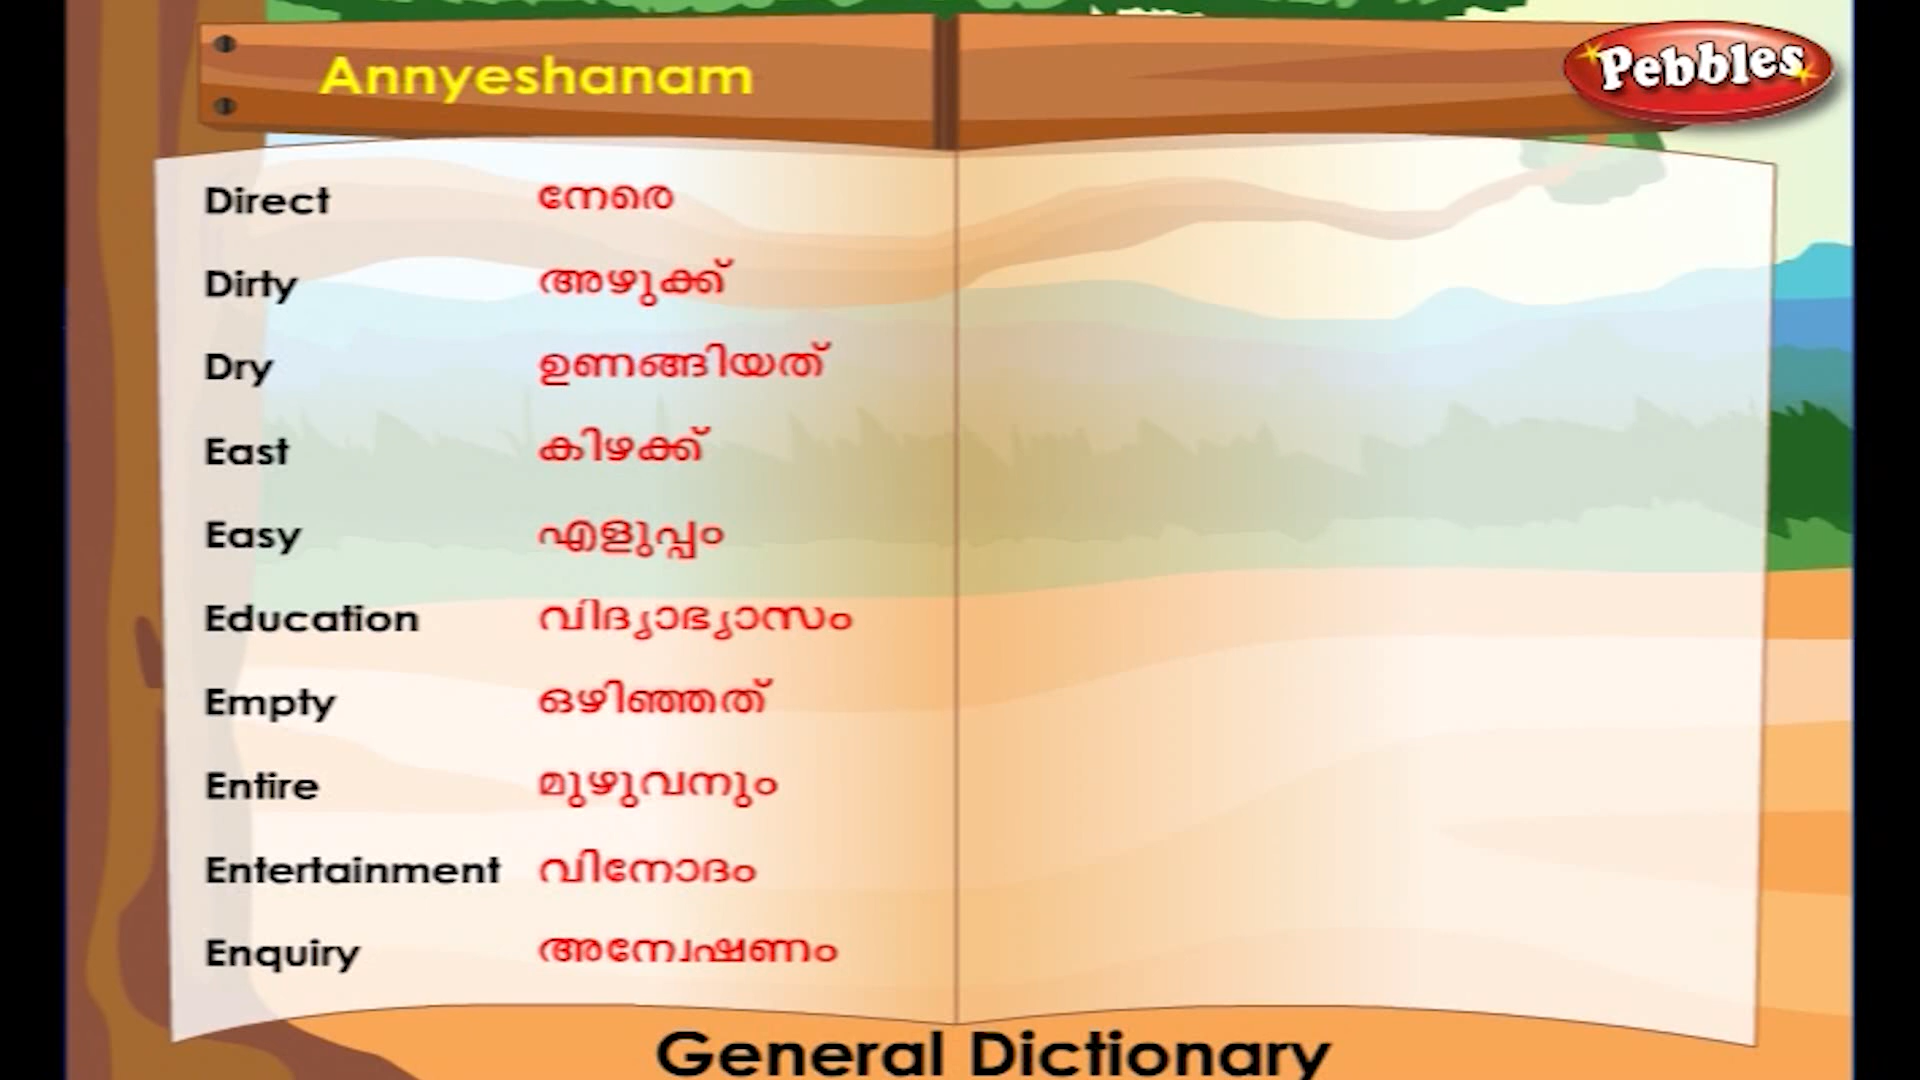 Annyeshanam
Pebbles
Direct നേരെ
Dirty അഴുക്ക്
Dry ഉണങ്ങിയത്
East കിഴക്ക്
Easy എളുപ്പം
Education വിദ്യാഭ്യാസം
Empty ഒഴിഞ്ഞത്
Entire മുഴുവനും
Entertainment വിനോദം
Enquiry അന്വേഷണം
General Dictionary